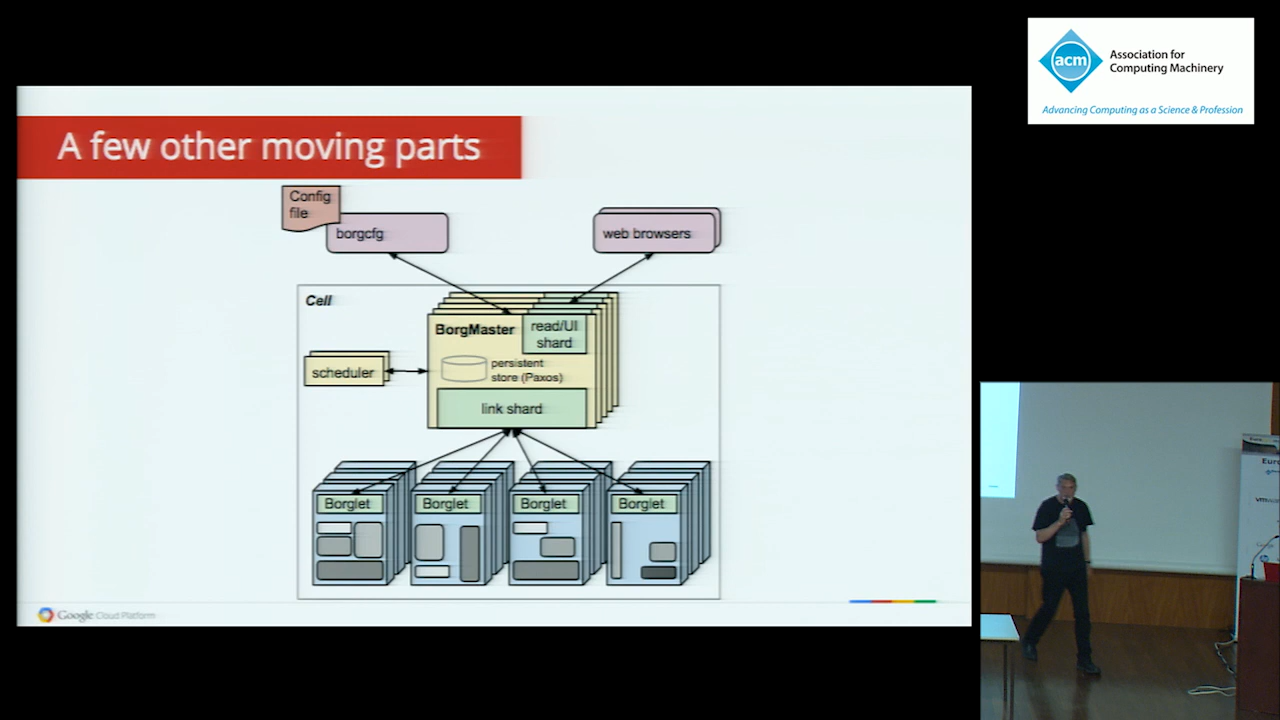 acm
Association for
Computing Machinery
Advancing Computing as a Science & Profession
A few other moving parts
Config
file
borgcfg
web browsers
Cell
BorgMaster
read/UI
shard
scheduler
persistent
store (Paxos)
link shard
Borglet
Borglet
Borglet
Borglet
Google Cloud Platform